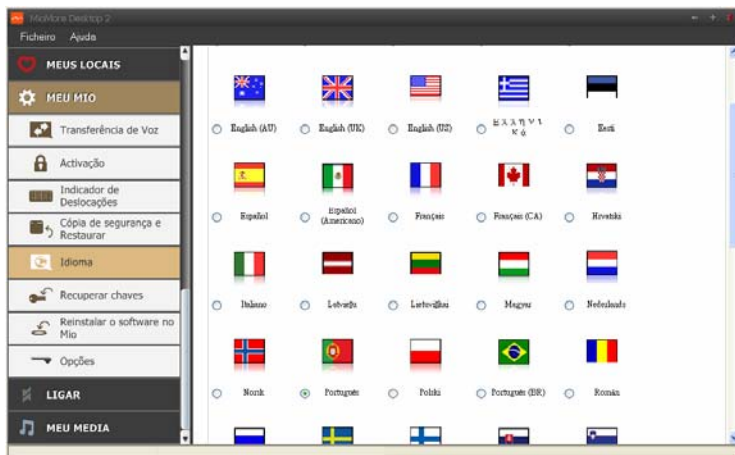 MioMore Desktop 2
Ficheiro Ajuda
MEUS LOCAIS
MEU MIO
Transferência de Voz
Activação
Indicador de
Deslocações
Cópia de segurança e
Restaurar
Idioma
Recuperar chaves
Reinstalar o software no
Mio
Opções
LIGAR
MEU MEDIA
English (AU) English (UK) English (US) Ελληνι
κά
Eesti
Español Español
(Americano)
Français Français (CA) Hrvatski
Italiano Latviešu Lietuviškai Magyar Nederlands
Norsk Português Polski Português (BR) Român